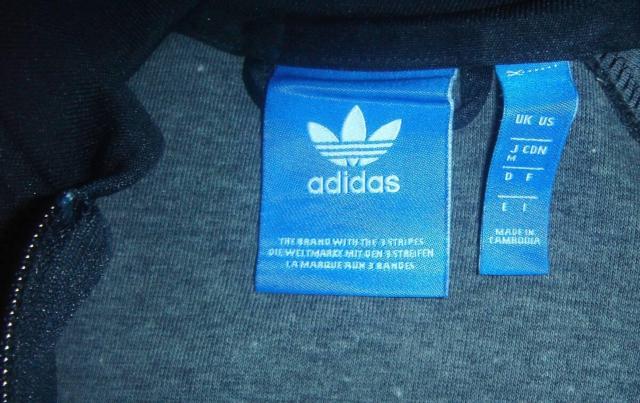 adidas
THE BRAND WITH THE 3 STRIPES
DIE WELTMARKE MIT DEN 3 STREIFEN
LA MARQUE AUX 3 BANDES
UK US
J CDN
M
D F
E I
MADE IN
CAMBODIA